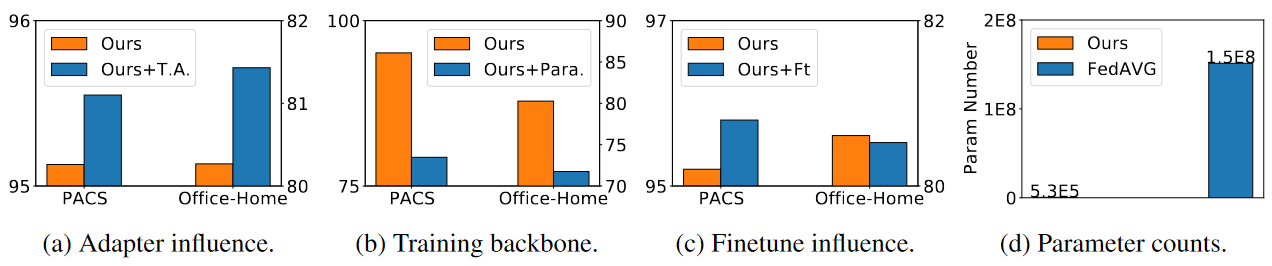 96
95
82
81
80
Ours
Ours+T.A.
PACS
Office-Home
(a) Adapter influence.
100
75
90
85
80
75
70
Ours
Ours+Para.
PACS
Office-Home
(b) Training backbone.
97
95
82
80
Ours
Ours+Ft
PACS
Office-Home
(c) Finetune influence.
Param Number
2E8
1E8
0
Ours
FedAVG
5.3E5
1.5E8
(d) Parameter counts.